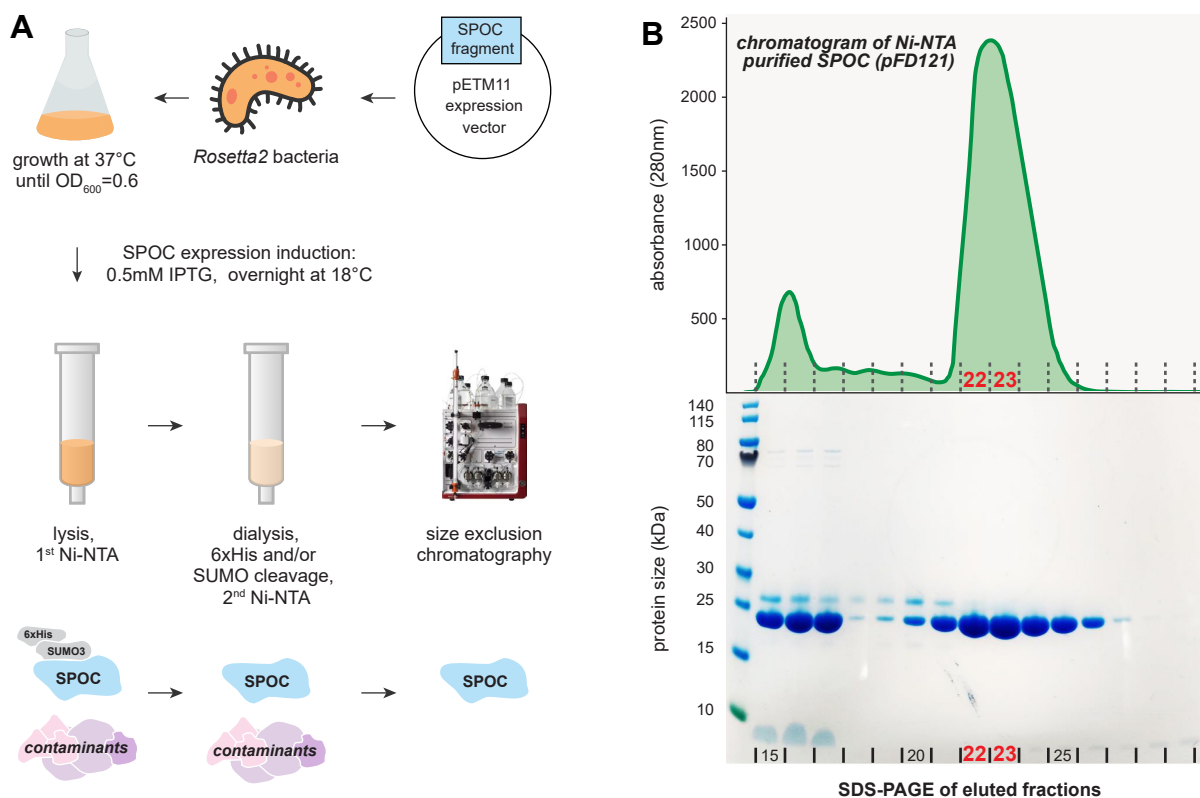 A
SPOC
fragment
pETM11
expression
vector
Rosetta2 bacteria
growth at 37°C
until OD600=0.6
SPOC expression induction:
0.5mM IPTG, overnight at 18°C
lysis,
1st Ni-NTA
dialysis,
6xHis and/or
SUMO cleavage,
2nd Ni-NTA
size exclusion
chromatography
6xHis
SUMO3
SPOC
SPOC
SPOC
contaminants
contaminants
B
chromatogram of Ni-NTA
purified SPOC (pFD121)
absorbance (280nm)
2500
2000
1500
1000
500
22 23
protein size (kDa)
140
115
80
70
50
40
30
25
20
15
10
15 20 22 23 25
SDS-PAGE of eluted fractions